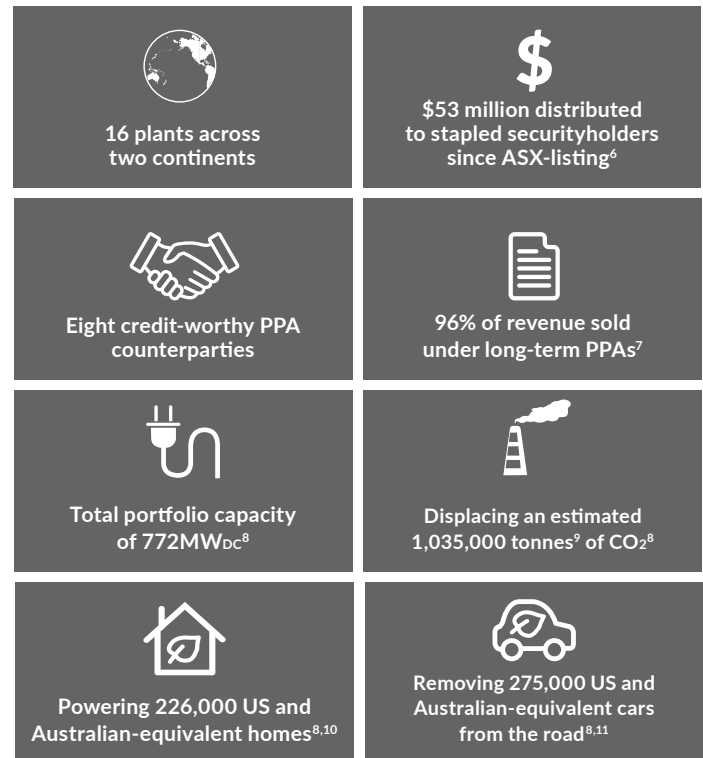 $
16 plants across
two continents
$53 million distributed
to stapled securityholders
since ASX-listing⁶
Eight credit-worthy PPA
counterparties
96% of revenue sold
under long-term PPAs⁷
Total portfolio capacity
of 772MWDC⁸
Displacing an estimated
1,035,000 tonnes⁹ of CO₂⁸
Powering 226,000 US and
Australian-equivalent homes⁸,¹⁰
Removing 275,000 US and
Australian-equivalent cars
from the road⁸,¹¹